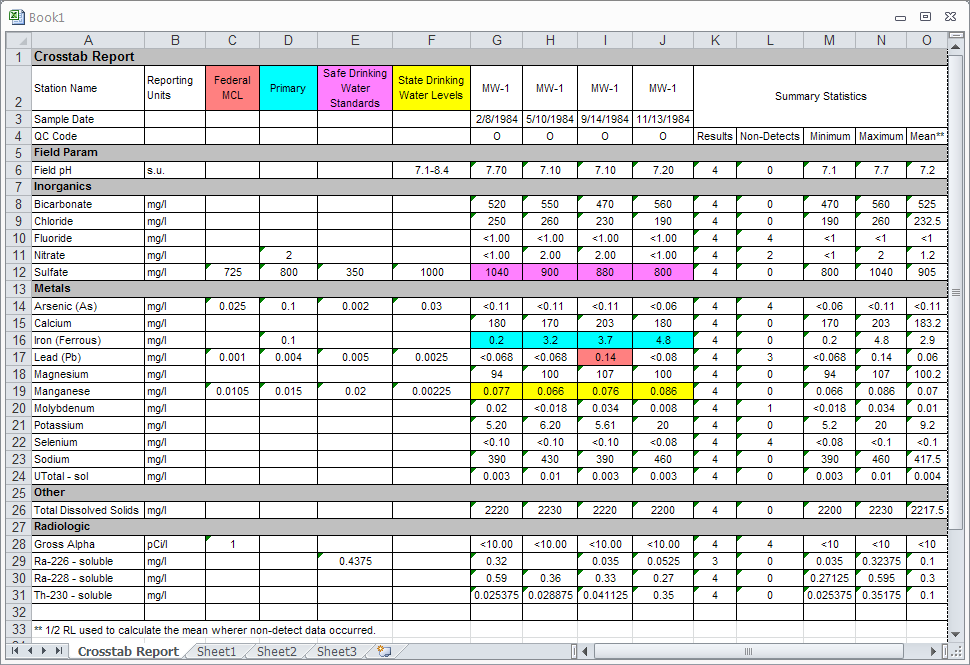 Book1
A B C D E F G H I J K L M N O
1 Crosstab Report
2 Station Name Reporting Units Federal MCL Primary Safe Drinking Water Standards State Drinking Water Levels MW-1 MW-1 MW-1 MW-1 Summary Statistics
3 Sample Date 2/8/1984 5/10/1984 9/14/1984 11/13/1984
4 QC Code O O O O Results Non-Detects Minimum Maximum Mean**
5 Field Param
6 Field pH s.u. 7.1-8.4 7.70 7.10 7.10 7.20 4 0 7.1 7.7 7.2
7 Inorganics
8 Bicarbonate mg/l 520 550 470 560 4 0 470 560 525
9 Chloride mg/l 250 260 230 190 4 0 190 260 232.5
10 Fluoride mg/l <1.00 <1.00 <1.00 <1.00 4 4 <1 <1 <1
11 Nitrate mg/l 2 <1.00 2.00 2.00 <1.00 4 2 <1 2 1.2
12 Sulfate mg/l 725 800 350 1000 1040 900 880 800 4 0 800 1040 905
13 Metals
14 Arsenic (As) mg/l 0.025 0.1 0.002 0.03 <0.11 <0.11 <0.11 <0.06 4 4 <0.06 <0.11 <0.11
15 Calcium mg/l 180 170 203 180 4 0 170 203 183.2
16 Iron (Ferrous) mg/l 0.1 0.2 3.2 3.7 4.8 4 0 0.2 4.8 2.9
17 Lead (Pb) mg/l 0.001 0.004 0.005 0.0025 <0.068 <0.068 0.14 <0.08 4 3 <0.068 0.14 0.06
18 Magnesium mg/l 94 100 107 100 4 0 94 107 100.2
19 Manganese mg/l 0.0105 0.015 0.02 0.00225 0.077 0.066 0.076 0.086 4 0 0.066 0.086 0.07
20 Molybdenum mg/l 0.02 <0.018 0.034 0.008 4 1 <0.018 0.034 0.01
21 Potassium mg/l 5.20 6.20 5.61 20 4 0 5.2 20 9.2
22 Selenium mg/l <0.10 <0.10 <0.10 <0.08 4 4 <0.08 <0.1 <0.1
23 Sodium mg/l 390 430 390 460 4 0 390 460 417.5
24 UTotal - sol mg/l 0.003 0.01 0.003 0.003 4 0 0.003 0.01 0.004
25 Other
26 Total Dissolved Solids mg/l 2220 2230 2220 2200 4 0 2200 2230 2217.5
27 Radiologic
28 Gross Alpha pCi/l 1 <10.00 <10.00 <10.00 <10.00 4 4 <10 <10 <10
29 Ra-226 - soluble mg/l 0.4375 0.32 0.035 0.0525 3 0 0.035 0.32375 0.1
30 Ra-228 - soluble mg/l 0.59 0.36 0.33 0.27 4 0 0.27125 0.595 0.3
31 Th-230 - soluble mg/l 0.025375 0.028875 0.041125 0.35 4 0 0.025375 0.35175 0.1
32
33 ** 1/2 RL used to calculate the mean wherer non-detect data occurred.
Crosstab Report Sheet1 Sheet2 Sheet3